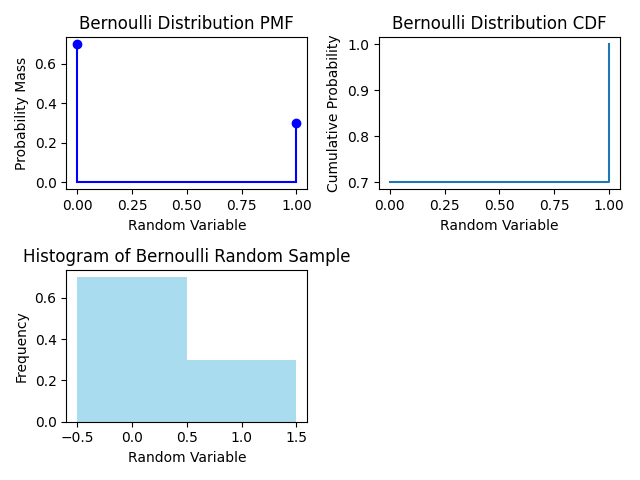 Bernoulli Distribution PMF
Probability Mass
0.6
0.4
0.2
0.0
0.00 0.25 0.50 0.75 1.00
Random Variable
Bernoulli Distribution CDF
Cumulative Probability
1.0
0.9
0.8
0.7
0.00 0.25 0.50 0.75 1.00
Random Variable
Histogram of Bernoulli Random Sample
Frequency
0.6
0.4
0.2
0.0
−0.5 0.0 0.5 1.0 1.5
Random Variable